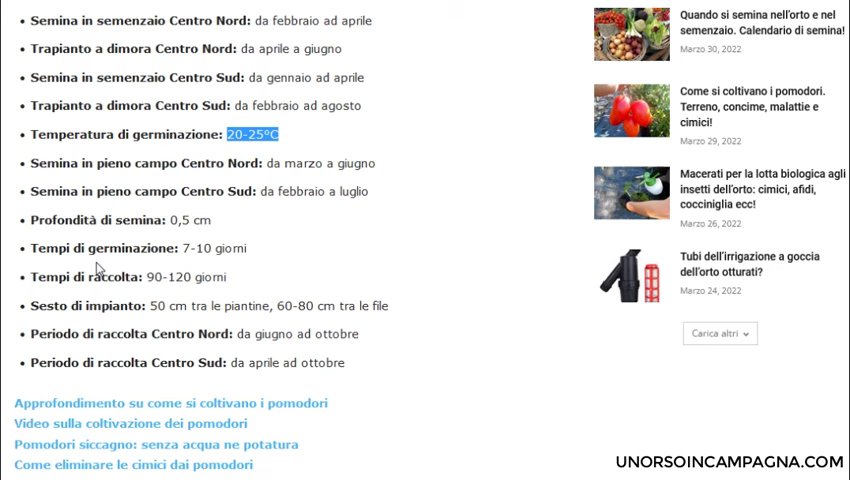 Semina in semenzaio Centro Nord: da febbraio ad aprile
Trapianto a dimora Centro Nord: da aprile a giugno
Semina in semenzaio Centro Sud: da gennaio ad aprile
Trapianto a dimora Centro Sud: da febbraio ad agosto
Temperatura di germinazione: 20-25°C
Semina in pieno campo Centro Nord: da marzo a giugno
Semina in pieno campo Centro Sud: da febbraio a luglio
Profondità di semina: 0,5 cm
Tempi di germinazione: 7-10 giorni
Tempi di raccolta: 90-120 giorni
Sesto di impianto: 50 cm tra le piantine, 60-80 cm tra le file
Periodo di raccolta Centro Nord: da giugno ad ottobre
Periodo di raccolta Centro Sud: da aprile ad ottobre
Approfondimento su come si coltivano i pomodori
Video sulla coltivazione dei pomodori
Pomodori siccagno: senza acqua ne potatura
Come eliminare le cimici dai pomodori
Quando si semina nell'orto e nel
semenzaio. Calendario di semina!
Marzo 30, 2022
Come si coltivano i pomodori.
Terreno, concime, malattie e
cimici!
Marzo 29, 2022
Macerati per la lotta biologica agli
insetti dell'orto: cimici, afidi,
cocciniglia ecc!
Marzo 26, 2022
Tubi dell'irrigazione a goccia
dell'orto otturati?
Marzo 24, 2022
Carica altri
UNORSOINCAMPAGNA.COM